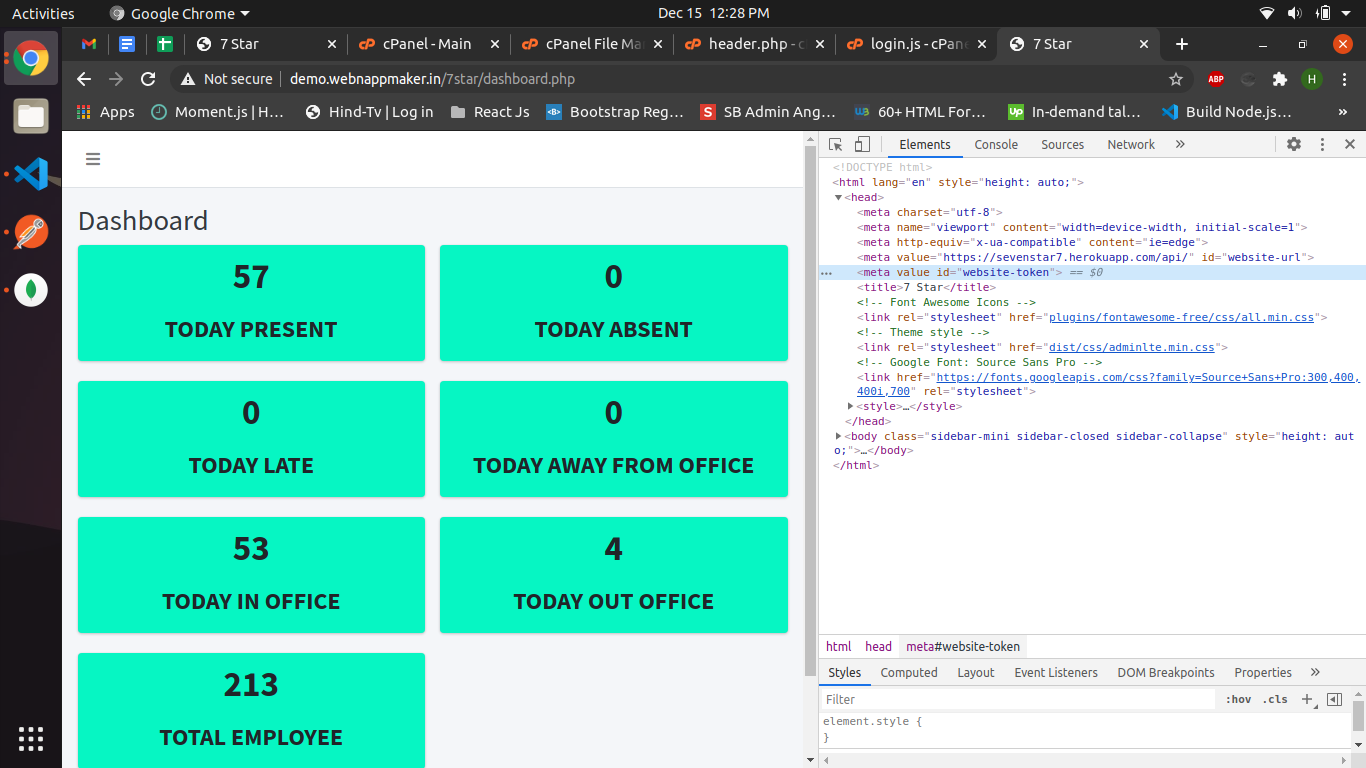 Activities Google Chrome Dec 15 12:28 PM
7 Star cPanel - Main cPanel File Ma header.php - c login.js - cPane 7 Star
Not secure demo.webnappmaker.in/7star/dashboard.php ABP H
Apps Moment.js | H... Hind-Tv | Log in React Js Bootstrap Reg... S SB Admin Ang... W3 60+ HTML For... Up In-demand tal... Build Node.js... »
Elements Console Sources Network »
Dashboard
57
TODAY PRESENT
0
TODAY ABSENT
0
TODAY LATE
0
TODAY AWAY FROM OFFICE
53
TODAY IN OFFICE
4
TODAY OUT OFFICE
213
TOTAL EMPLOYEE
<!DOCTYPE html>
<html lang="en" style="height: auto;">
<head>
<meta charset="utf-8">
<meta name="viewport" content="width=device-width, initial-scale=1">
<meta http-equiv="x-ua-compatible" content="ie=edge">
<meta value="https://sevenstar7.herokuapp.com/api/" id="website-url">
<meta value id="website-token"> == $0
<title>7 Star</title>
<!-- Font Awesome Icons -->
<link rel="stylesheet" href="plugins/fontawesome-free/css/all.min.css">
<!-- Theme style -->
<link rel="stylesheet" href="dist/css/adminlte.min.css">
<!-- Google Font: Source Sans Pro -->
<link href="https://fonts.googleapis.com/css?family=Source+Sans+Pro:300,400,
400i,700" rel="stylesheet">
<style>…</style>
</head>
<body class="sidebar-mini sidebar-closed sidebar-collapse" style="height: aut
o;">…</body>
</html>
html head meta#website-token
Styles Computed Layout Event Listeners DOM Breakpoints Properties »
Filter :hov .cls +
element.style {
}